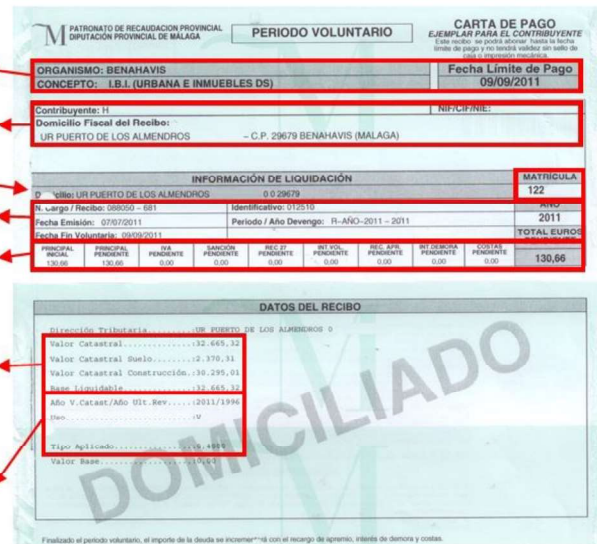 PATRONATO DE RECAUDACION PROVINCIAL
DIPUTACIÓN PROVINCIAL DE MÁLAGA
PERIODO VOLUNTARIO
CARTA DE PAGO
EJEMPLAR PARA EL CONTRIBUYENTE
Este recibo se podrá abonar hasta la fecha
límite de pago y no tendrá validez sin sello de
caja o impresión mecánica.
ORGANISMO: BENAHAVIS
CONCEPTO: I.B.I. (URBANA E INMUEBLES DS)
Fecha Límite de Pago
09/09/2011
Contribuyente: H
NIF/CIF/NIE:
Domicilio Fiscal del Recibo:
UR PUERTO DE LOS ALMENDROS – C.P. 29679 BENAHAVIS (MALAGA)
INFORMACIÓN DE LIQUIDACIÓN
MATRÍCULA
122
UR PUERTO DE LOS ALMENDROS 0 0 29679
N. Cargo / Recibo: 088050 – 681
Identificativo: 012510
AÑO
2011
Fecha Emisión: 07/07/2011
Periodo / Año Devengo: R–AÑO–2011 – 2011
Fecha Fin Voluntaria: 09/09/2011
TOTAL EUROS
PRINCIPAL INICIAL
PRINCIPAL PENDIENTE
IVA PENDIENTE
SANCIÓN PENDIENTE
REC 27 PENDIENTE
INT.VOL. PENDIENTE
REC. APR. PENDIENTE
INT.DEMORA PENDIENTE
COSTAS PENDIENTE
130,66 130,66 0,00 0,00 0,00 0,00 0,00 0,00 0,00 130,66
DATOS DEL RECIBO
Dirección Tributaria.........:UR PUERTO DE LOS ALMENDROS 0
Valor Catastral..............:32.665,32
Valor Catastral Suelo........:2.370,31
Valor Catastral Construcción.:30.295,01
Base Liquidable..............:32.665,32
Año V.Catast/Año Ult.Rev.....:2011/1996
Uso..........................:V
Tipo Aplicado................:0,4000
Valor Base...................:0,00
DOMICILIADO
Finalizado el periodo voluntario, el importe de la deuda se incrementará con el recargo de apremio, interés de demora y costas.